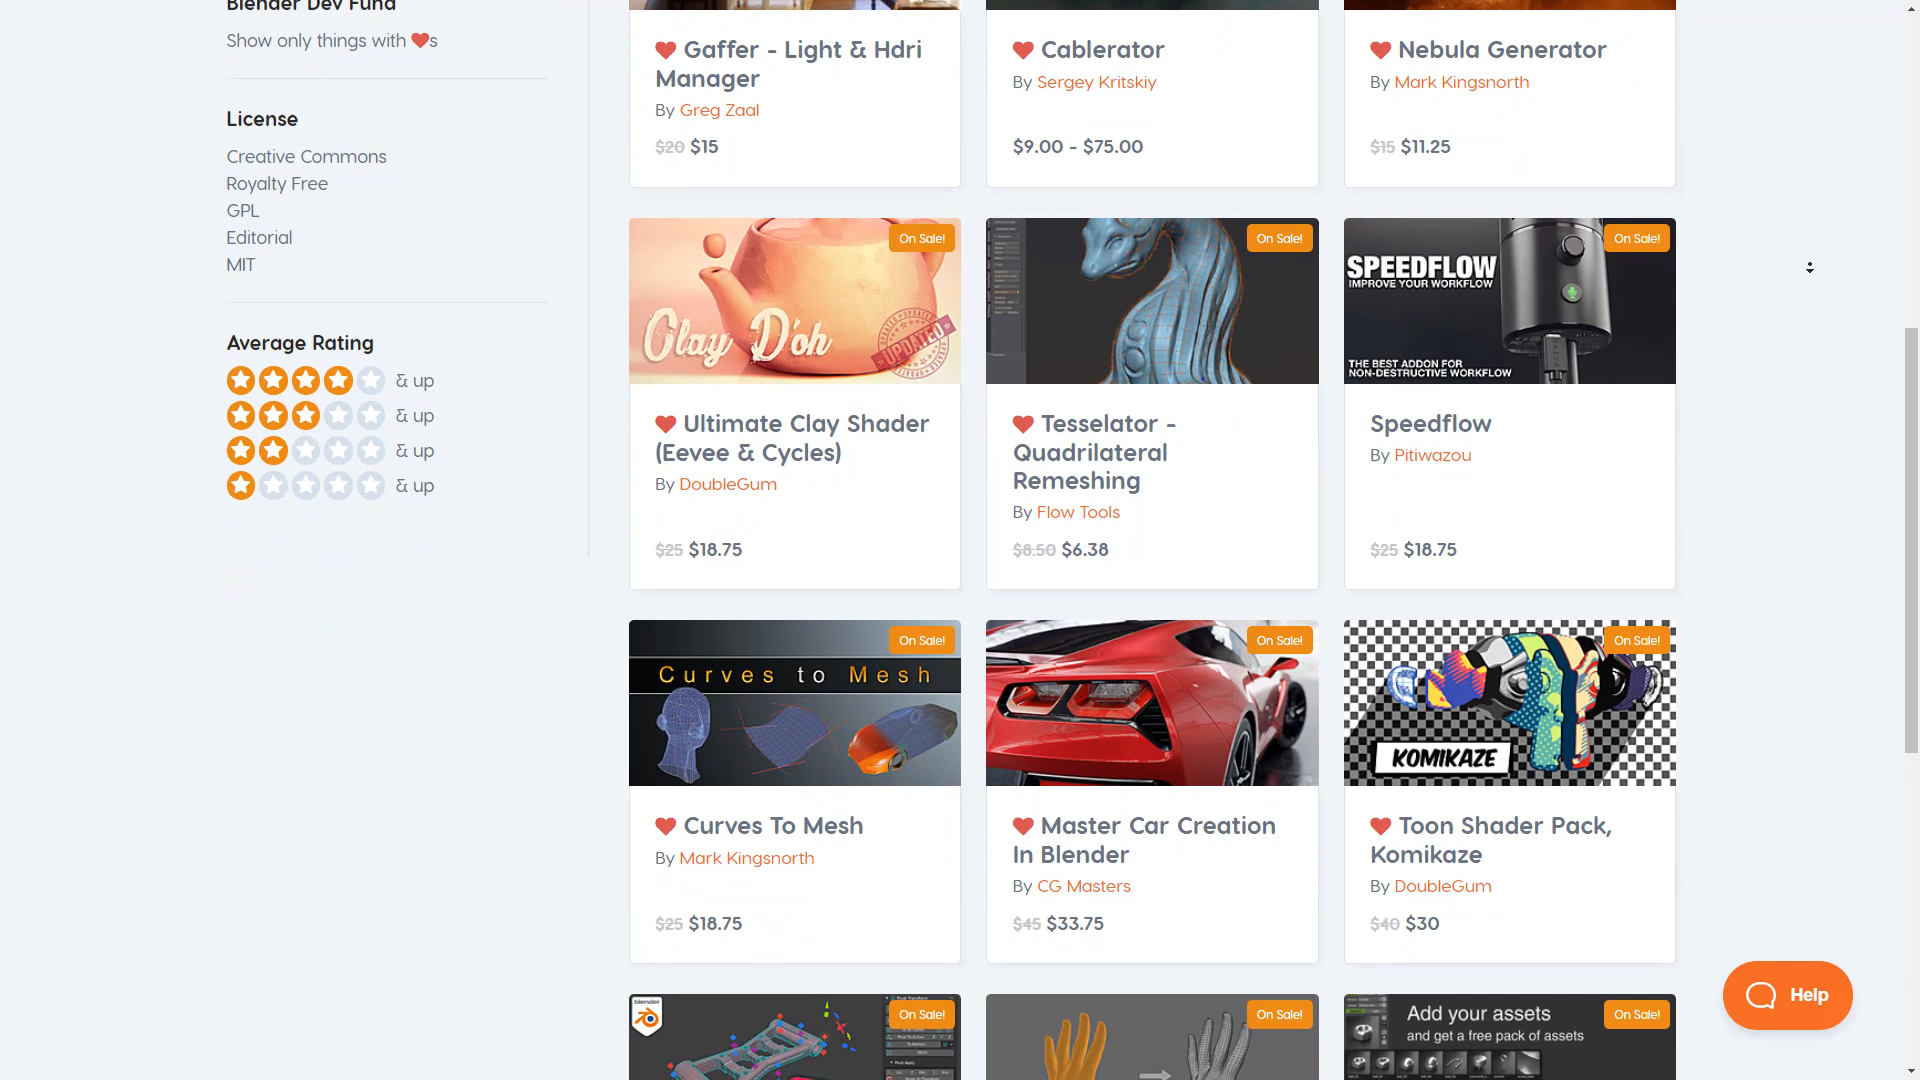 Blender Dev Fund
Show only things with ❤s
License
Creative Commons
Royalty Free
GPL
Editorial
MIT
Average Rating
& up
& up
& up
& up
Gaffer - Light & Hdri
Manager
By Greg Zaal
$20 $15
Cablerator
By Sergey Kritskiy
$9.00 - $75.00
Nebula Generator
By Mark Kingsnorth
$15 $11.25
On Sale!
Clay D'oh
UPDATED
Ultimate Clay Shader
(Eevee & Cycles)
By DoubleGum
$25 $18.75
On Sale!
Tesselator -
Quadrilateral
Remeshing
By Flow Tools
$8.50 $6.38
On Sale!
SPEEDFLOW
IMPROVE YOUR WORKFLOW
THE BEST ADDON FOR
NON-DESTRUCTIVE WORKFLOW
Speedflow
By Pitiwazou
$25 $18.75
On Sale!
Curves to Mesh
Curves To Mesh
By Mark Kingsnorth
$25 $18.75
On Sale!
Master Car Creation
In Blender
By CG Masters
$45 $33.75
On Sale!
KOMIKAZE
Toon Shader Pack,
Komikaze
By DoubleGum
$40 $30
blender
On Sale!
On Sale!
On Sale!
Add your assets
and get a free pack of assets
Help